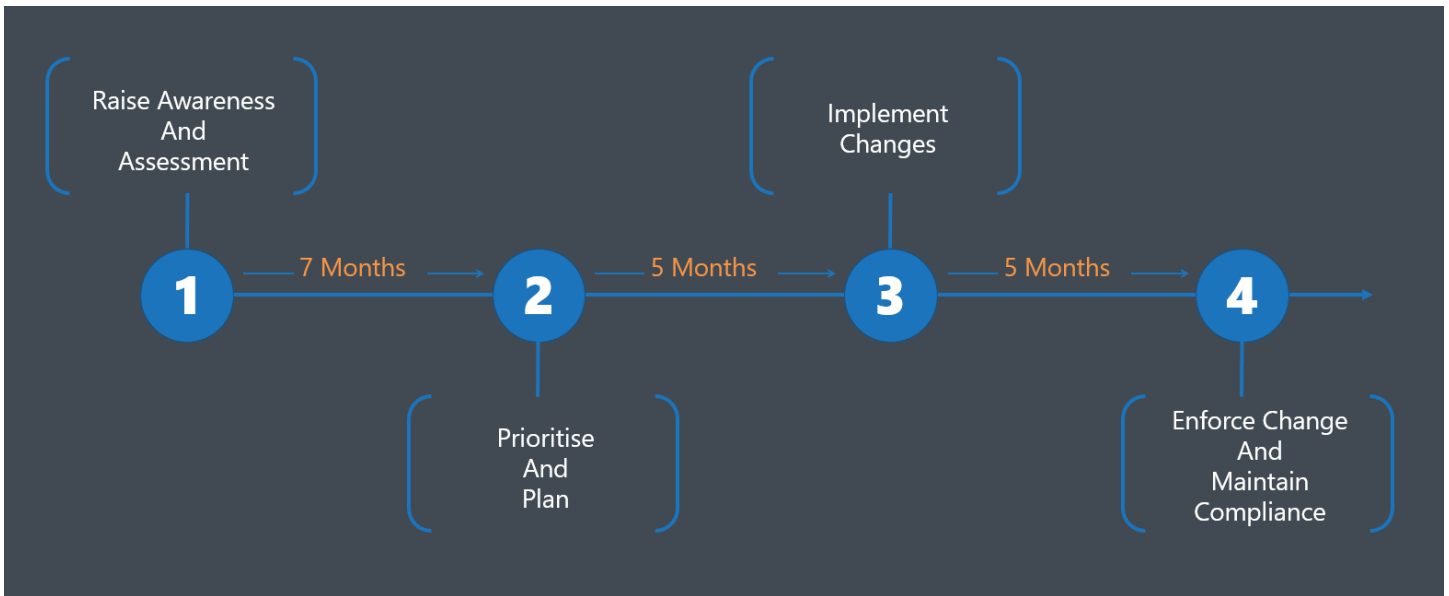 Raise Awareness
And
Assessment
Implement
Changes
1
7 Months
2
5 Months
3
5 Months
4
Prioritise
And
Plan
Enforce Change
And
Maintain
Compliance